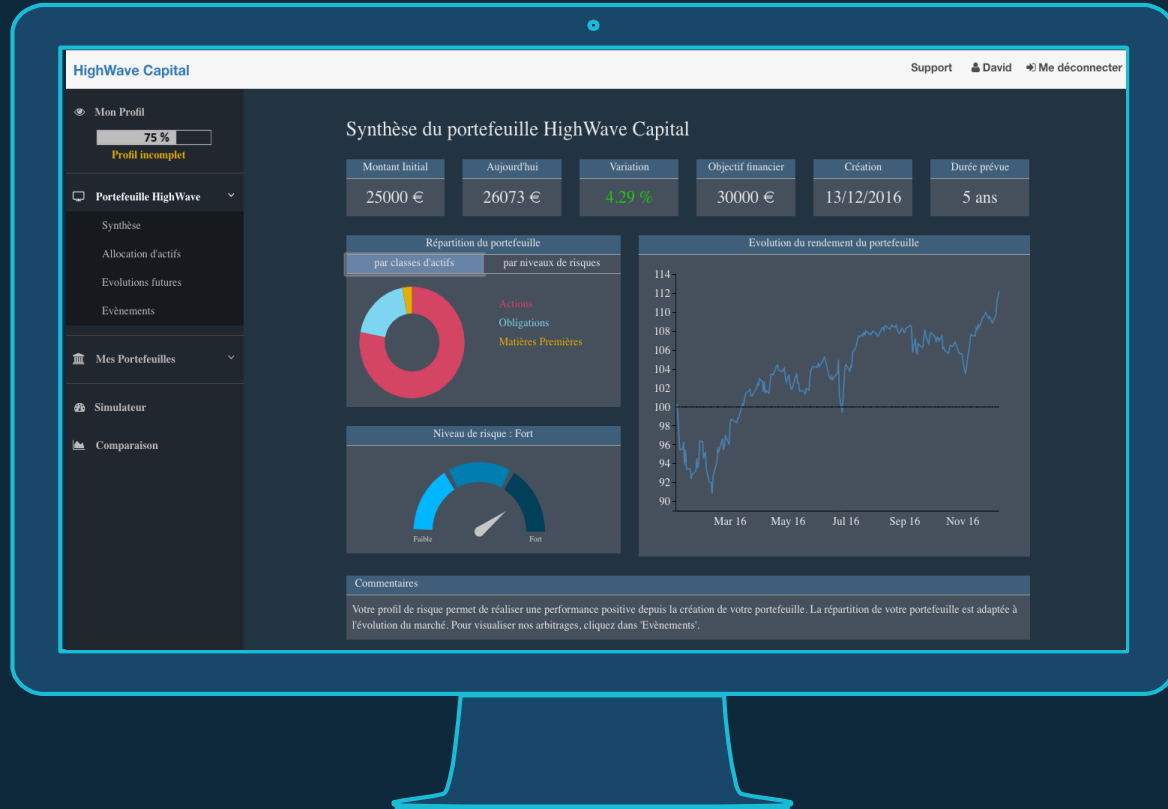 HighWave Capital
Support David Me déconnecter
Mon Profil
75 %
Profil incomplet
Portefeuille HighWave
Synthèse
Allocation d'actifs
Evolutions futures
Evènements
Mes Portefeuilles
Simulateur
Comparaison
Synthèse du portefeuille HighWave Capital
Montant Initial
25000 €
Aujourd'hui
26073 €
Variation
4.29 %
Objectif financier
30000 €
Création
13/12/2016
Durée prévue
5 ans
Répartition du portefeuille
par classes d'actifs par niveaux de risques
Actions
Obligations
Matières Premières
Niveau de risque : Fort
Faible Fort
Evolution du rendement du portefeuille
114
112
110
108
106
104
102
100
98
96
94
92
90
Mar 16 May 16 Jul 16 Sep 16 Nov 16
Commentaires
Votre profil de risque permet de réaliser une performance positive depuis la création de votre portefeuille. La répartition de votre portefeuille est adaptée à
l'évolution du marché. Pour visualiser nos arbitrages, cliquez dans 'Evènements'.